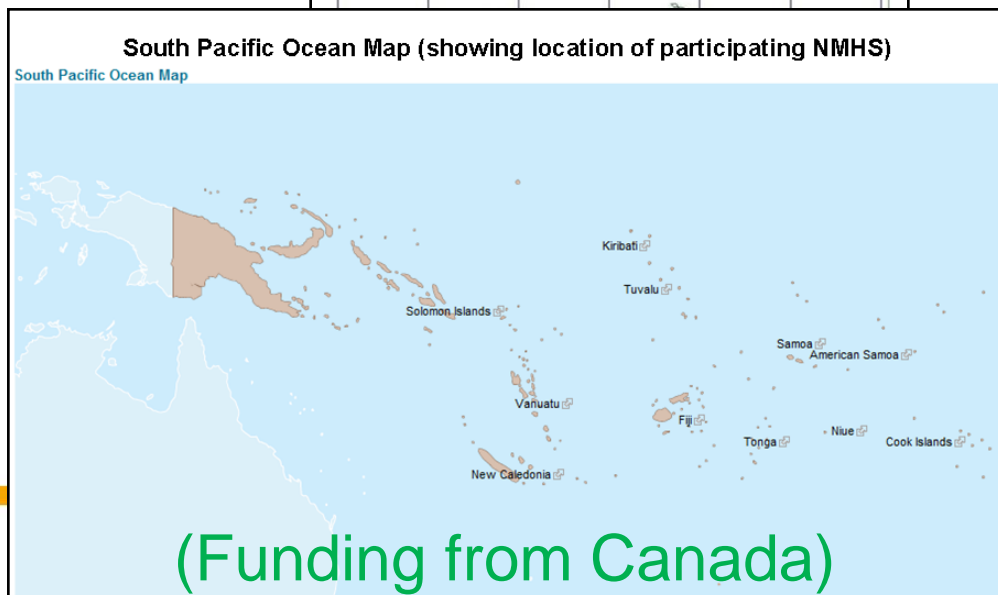 South Pacific Ocean Map (showing location of participating NMHS)
South Pacific Ocean Map
Kiribati
Tuvalu
Solomon Islands
Samoa
American Samoa
Vanuatu
Fiji
Niue
Tonga
Cook Islands
New Caledonia
(Funding from Canada)